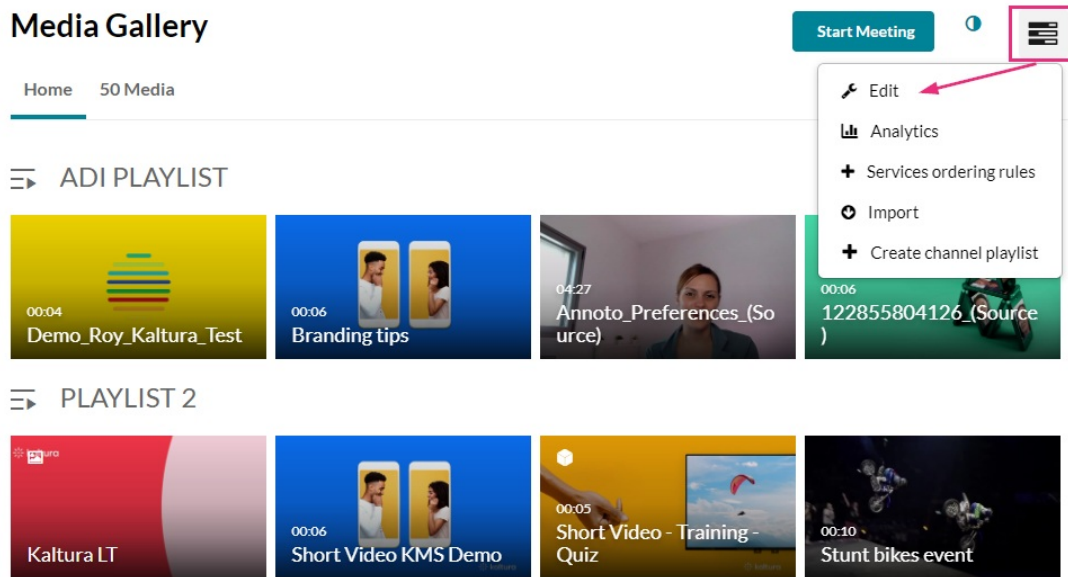 Media Gallery
Start Meeting
Home
50 Media
Edit
Analytics
Services ordering rules
Import
Create channel playlist
ADI PLAYLIST
00:04
Demo_Roy_Kaltura_Test
00:06
Branding tips
04:27
Annoto_Preferences_(So
urce)
00:06
122855804126_(Source
)
PLAYLIST 2
Kaltura LT
00:06
Short Video KMS Demo
kaltura
00:05
Short Video - Training -
Quiz
kaltura
00:10
Stunt bikes event